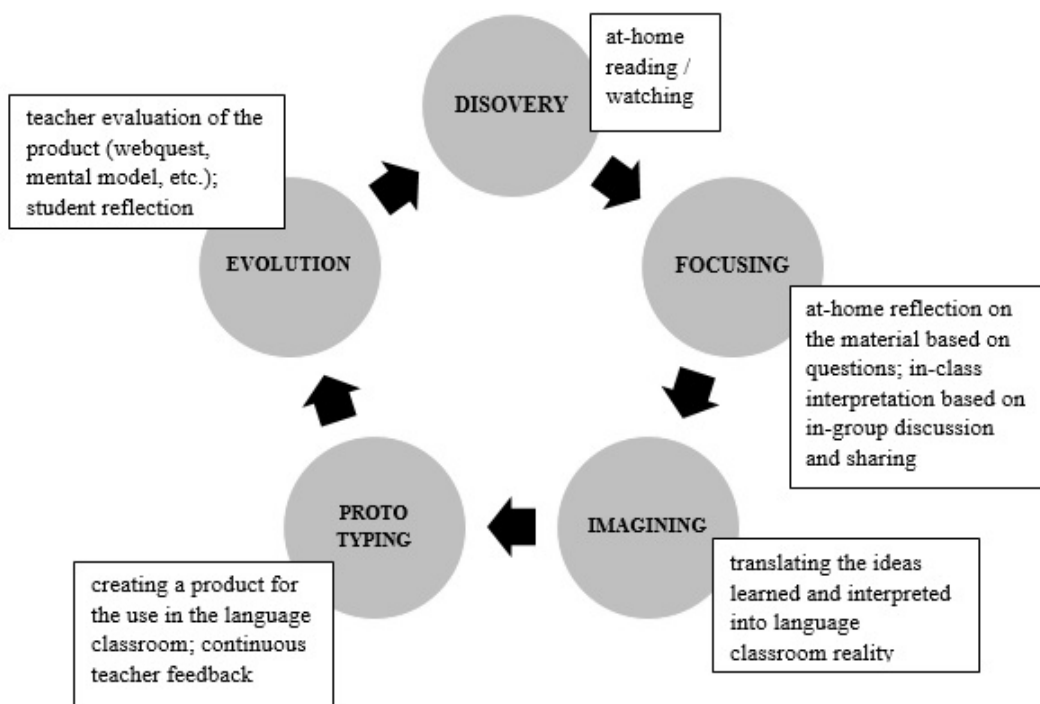 DISOVERY
at-home
reading /
watching
FOCUSING
at-home reflection on
the material based on
questions; in-class
interpretation based on
in-group discussion
and sharing
IMAGINING
translating the ideas
learned and interpreted
into language
classroom reality
PROTO
TYPING
creating a product for
the use in the language
classroom; continuous
teacher feedback
EVOLUTION
teacher evaluation of the
product (webquest,
mental model, etc.);
student reflection